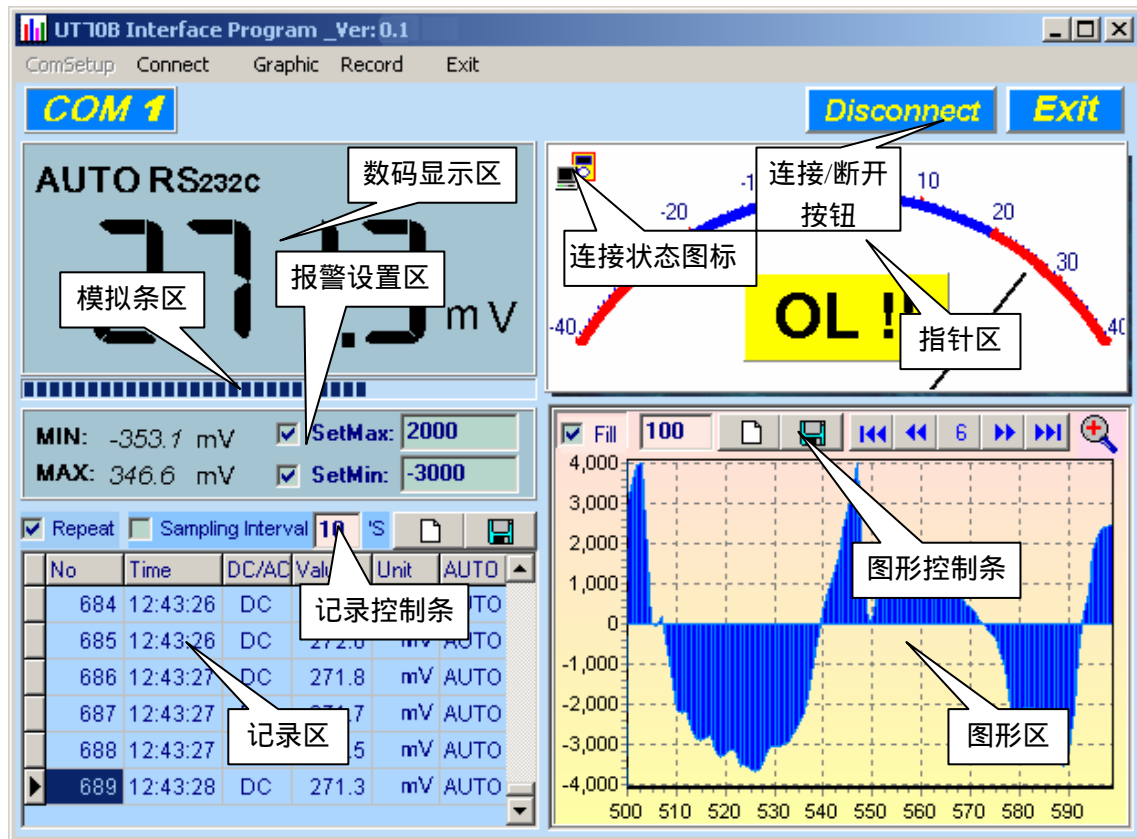 UT70B Interface Program _Ver: 0.1
ComSetup Connect Graphic Record Exit
COM 1
Disconnect Exit
AUTO RS232C
数码显示区
mV
模拟条区
报警设置区
连接/断开
按钮
连接状态图标
-20 10 20 30
-40 40
OL !!
指针区
MIN: -353.1 mV SetMax: 2000
MAX: 346.6 mV SetMin: -3000
Repeat Sampling Interval 10 'S
No Time DC/AC Unit AUTO
684 12:43:26 DC
685 12:43:26 DC 272.0 mV AUTO
686 12:43:27 DC 271.8 mV AUTO
687 12:43:27 mV AUTO
688 12:43:27 mV AUTO
689 12:43:28 DC 271.3 mV AUTO
记录控制条
记录区
Fill 100 6
4,000
3,000
2,000
1,000
0
-1,000
-2,000
-3,000
-4,000
500 510 520 530 540 550 560 570 580 590
图形控制条
图形区